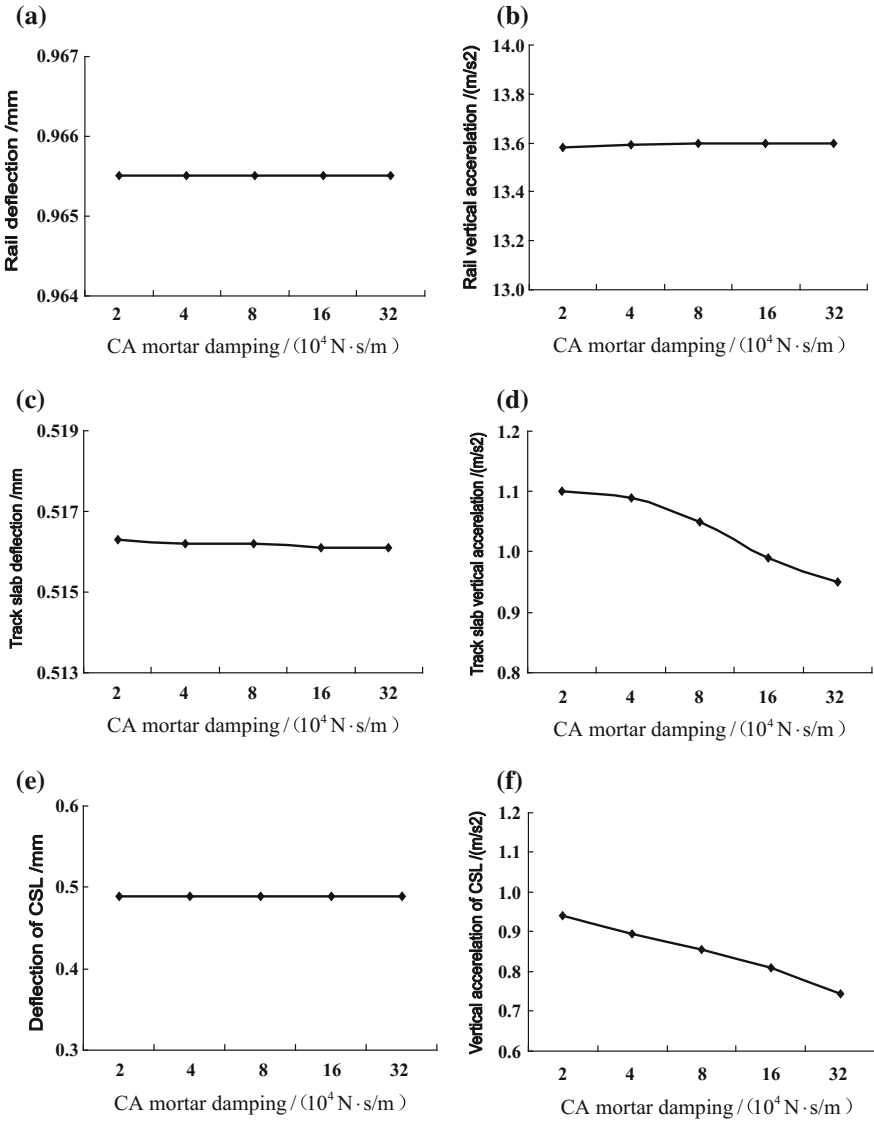 (a)
Rail deflection /mm
0.967
0.966
0.965
0.964
2 4 8 16 32
CA mortar damping /(10⁴ N·s/m)
(b)
Rail vertical accerelation /(m/s2)
14.0
13.8
13.6
13.4
13.2
13.0
2 4 8 16 32
CA mortar damping /(10⁴ N·s/m)
(c)
Track slab deflection /mm
0.519
0.517
0.515
0.513
2 4 8 16 32
CA mortar damping /(10⁴ N·s/m)
(d)
Track slab vertical accerelation /(m/s2)
1.2
1.1
1.0
0.9
0.8
2 4 8 16 32
CA mortar damping /(10⁴ N·s/m)
(e)
Deflection of CSL /mm
0.6
0.5
0.4
0.3
2 4 8 16 32
CA mortar damping /(10⁴ N·s/m)
(f)
Vertical accerelation of CSL /(m/s2)
1.2
1.0
0.9
0.8
0.7
0.6
2 4 8 16 32
CA mortar damping /(10⁴ N·s/m)